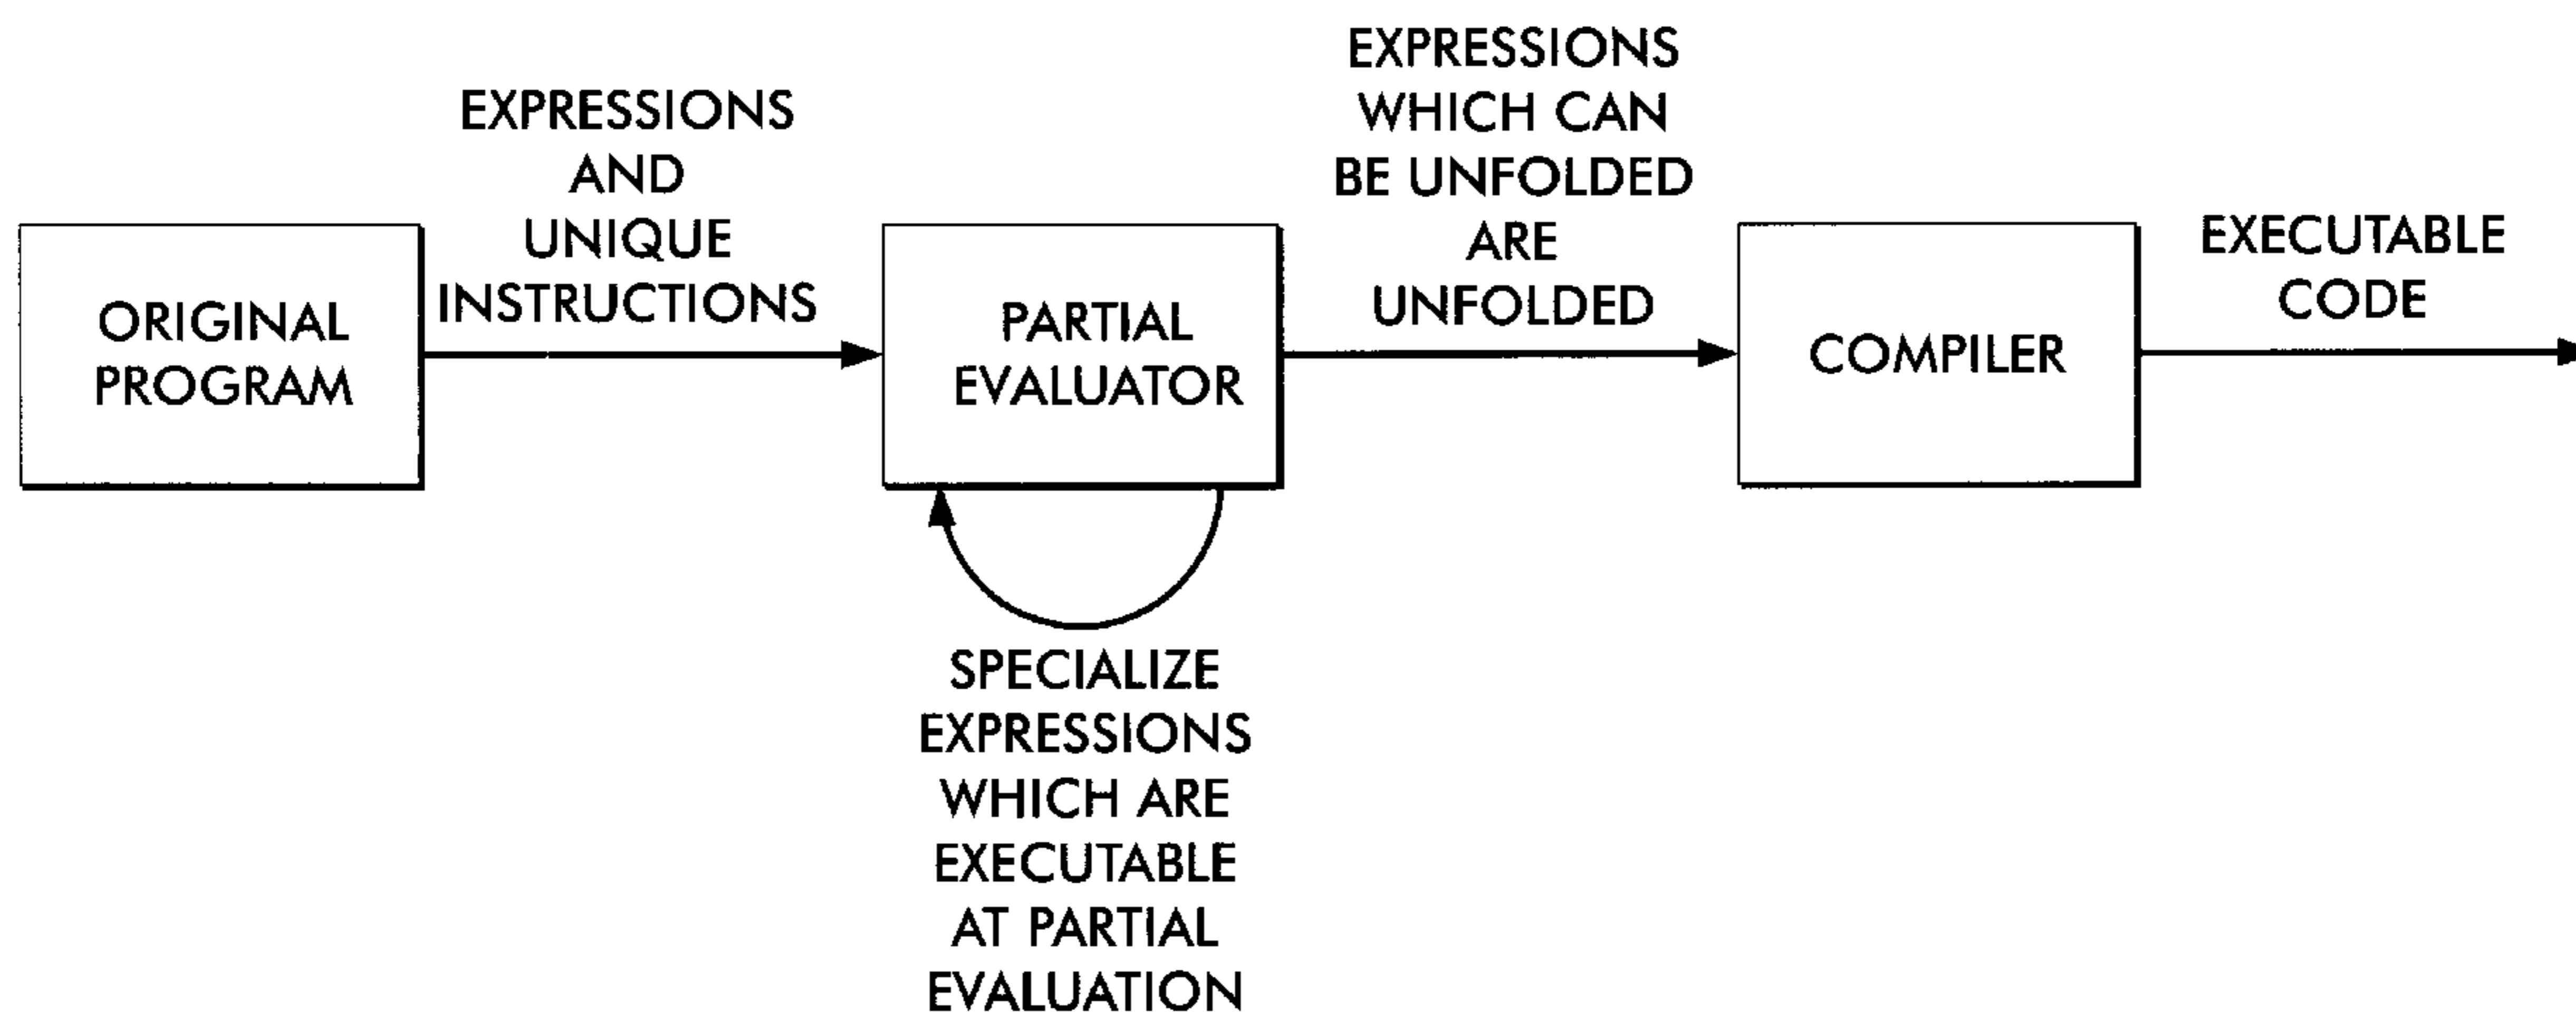 EXPRESSIONS
AND
UNIQUE
INSTRUCTIONS
EXPRESSIONS
WHICH CAN
BE UNFOLDED
ARE
UNFOLDED
EXECUTABLE
CODE
ORIGINAL
PROGRAM
PARTIAL
EVALUATOR
COMPILER
SPECIALIZE
EXPRESSIONS
WHICH ARE
EXECUTABLE
AT PARTIAL
EVALUATION